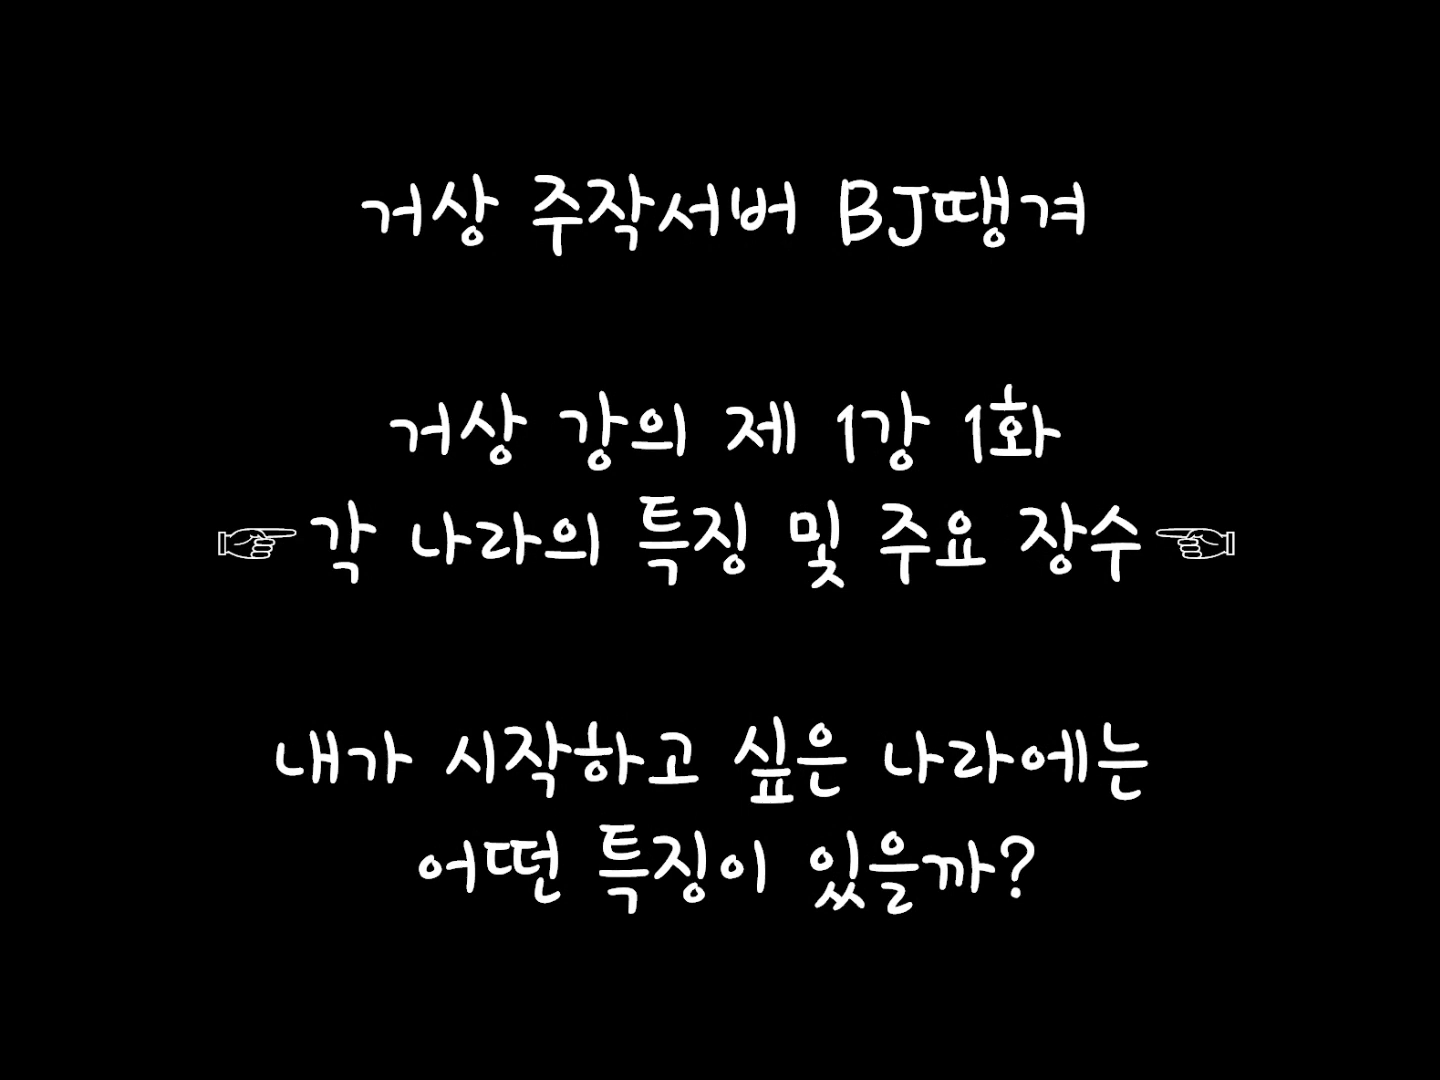 거상 주작서버 BJ땡겨
거상 강의 제 1강 1화
☞각 나라의 특징 및 주요 장수☜
내가 시작하고 싶은 나라에는
어떤 특징이 있을까?